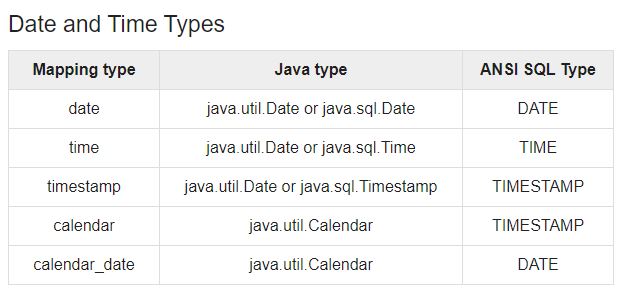 Date and Time Types
Mapping type Java type ANSI SQL Type
date java.util.Date or java.sql.Date DATE
time java.util.Date or java.sql.Time TIME
timestamp java.util.Date or java.sql.Timestamp TIMESTAMP
calendar java.util.Calendar TIMESTAMP
calendar_date java.util.Calendar DATE